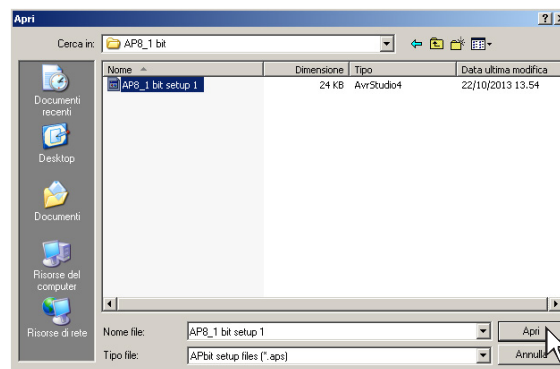 Apri
Cerca in: AP8_1 bit
Nome Dimensione Tipo Data ultima modifica
AP8_1 bit setup 1 24 KB AvrStudio4 22/10/2013 13.54
Documenti recenti
Desktop
Documenti
Risorse del computer
Risorse di rete
Nome file: AP8_1 bit setup 1 Apri
Tipo file: APbit setup files (*.aps) Annulla